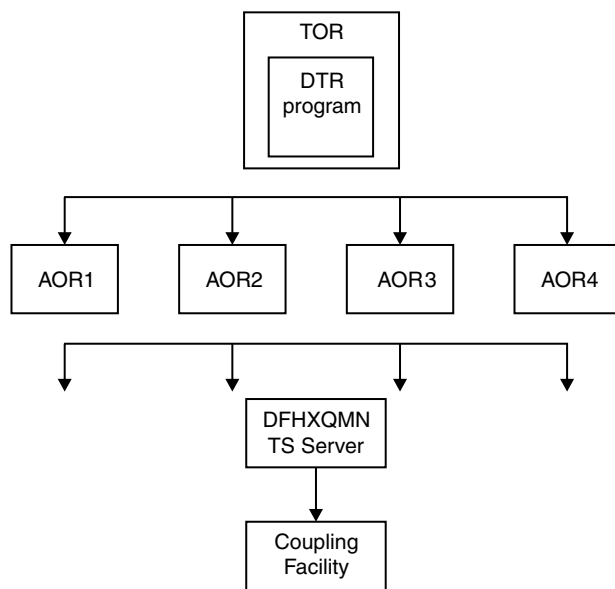 TOR
DTR
program
AOR1
AOR2
AOR3
AOR4
DFHXQMN
TS Server
Coupling
Facility